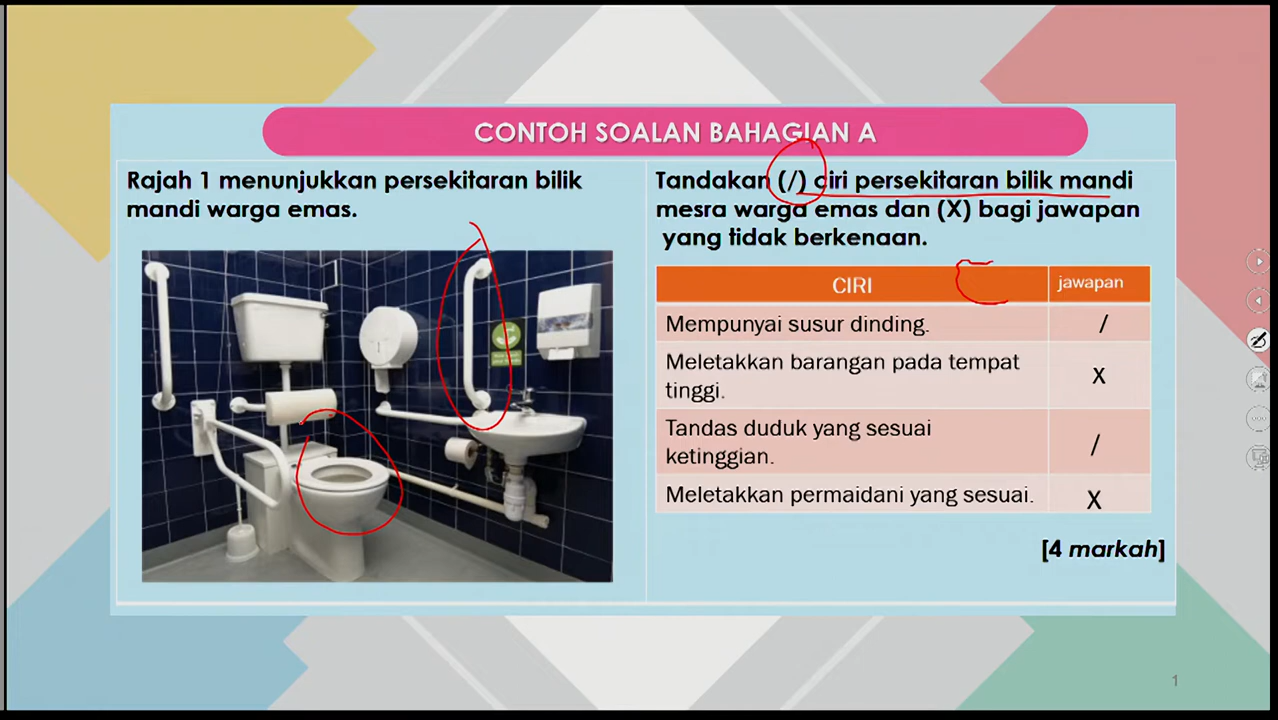 CONTOH SOALAN BAHAGIAN A
Rajah 1 menunjukkan persekitaran bilik
mandi warga emas.
Tandakan (/) ciri persekitaran bilik mandi
mesra warga emas dan (X) bagi jawapan
yang tidak berkenaan.
CIRI jawapan
Mempunyai susur dinding. /
Meletakkan barangan pada tempat
tinggi. X
Tandas duduk yang sesuai
ketinggian. /
Meletakkan permaidani yang sesuai. X
[4 markah]
1